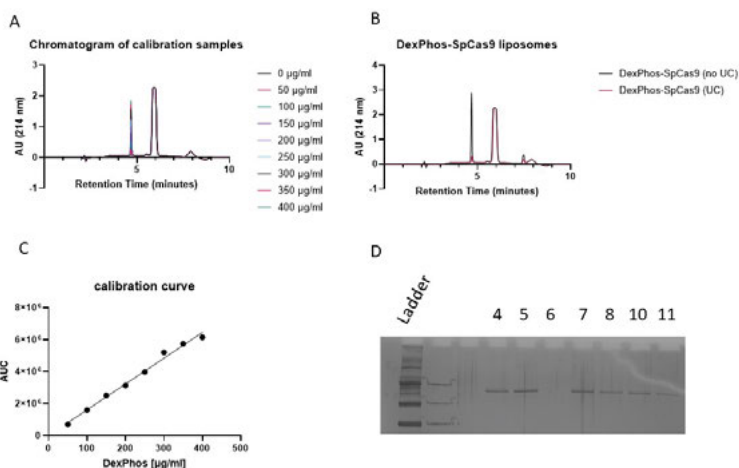 A
Chromatogram of calibration samples
3
2
1
0
-1
AU (214 nm)
5
10
Retention Time (minutes)
0 µg/ml
50 µg/ml
100 µg/ml
150 µg/ml
200 µg/ml
250 µg/ml
300 µg/ml
350 µg/ml
400 µg/ml
B
DexPhos-SpCas9 liposomes
4
3
2
1
0
-1
AU (214 nm)
5
10
Retention Time (minutes)
DexPhos-SpCas9 (no UC)
DexPhos-SpCas9 (UC)
C
calibration curve
8×10⁶
6×10⁶
4×10⁶
2×10⁶
0
AUC
0 100 200 300 400 500
DexPhos [µg/ml]
D
Ladder
4 5 6 7 8 10 11